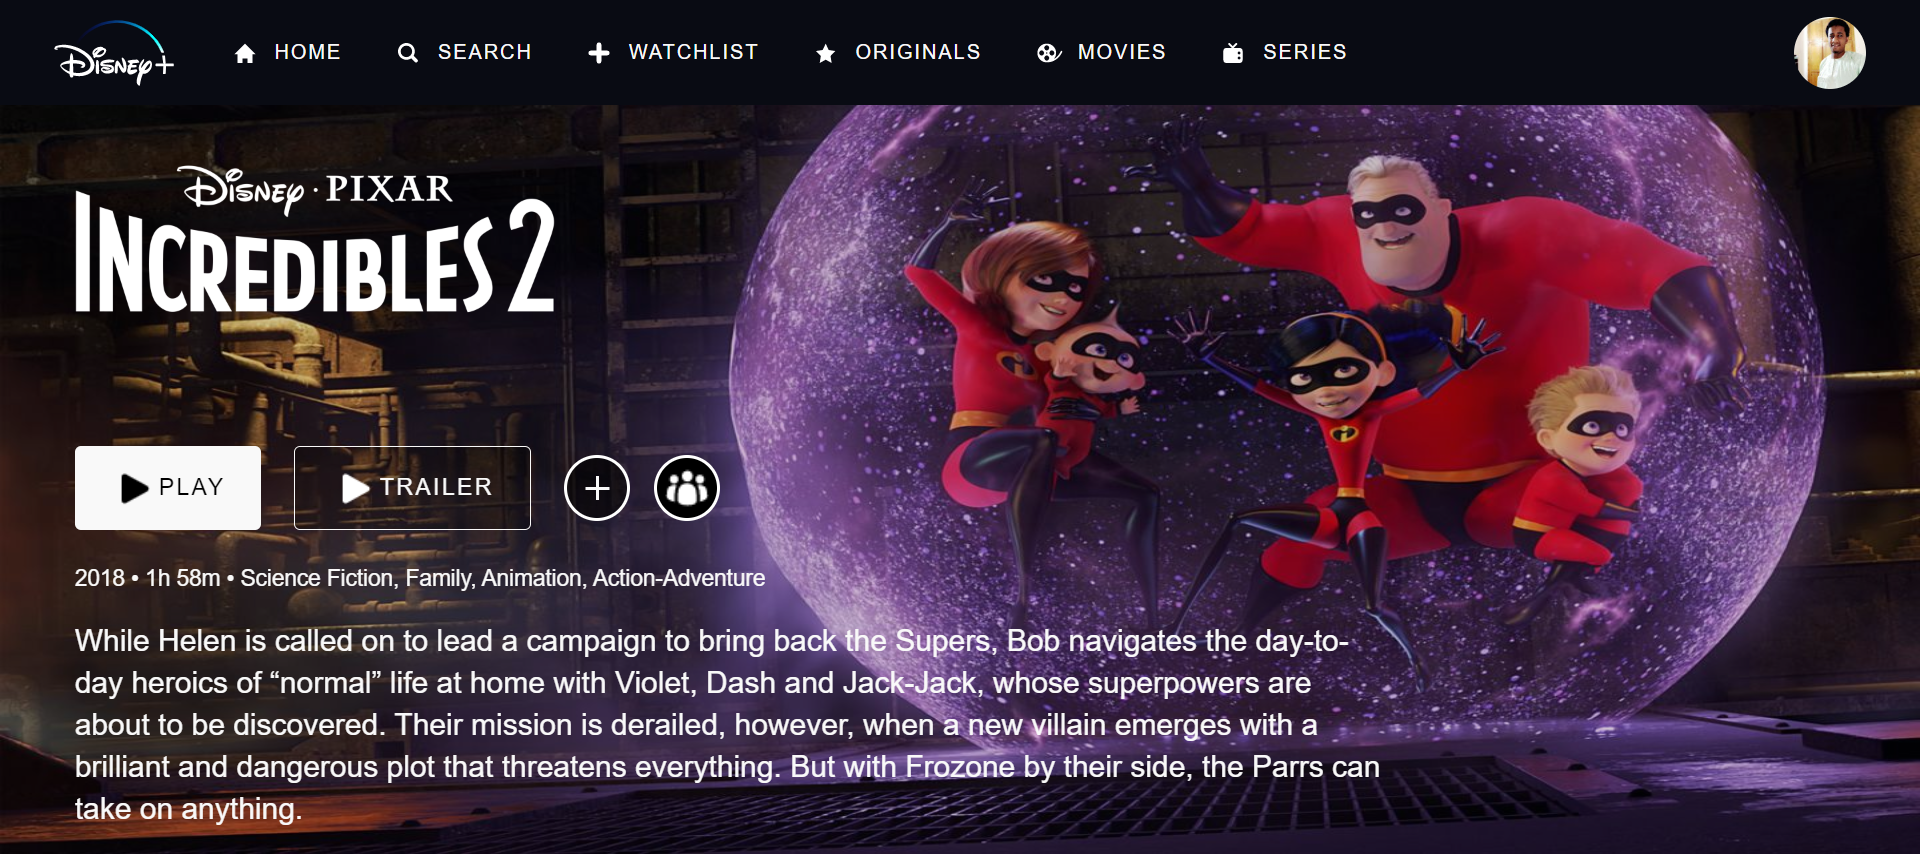 Disney+ HOME SEARCH WATCHLIST ORIGINALS MOVIES SERIES
Disney · PIXAR
INCREDIBLES 2
PLAY TRAILER
2018 • 1h 58m • Science Fiction, Family, Animation, Action-Adventure
While Helen is called on to lead a campaign to bring back the Supers, Bob navigates the day-to-
day heroics of “normal” life at home with Violet, Dash and Jack-Jack, whose superpowers are
about to be discovered. Their mission is derailed, however, when a new villain emerges with a
brilliant and dangerous plot that threatens everything. But with Frozone by their side, the Parrs can
take on anything.